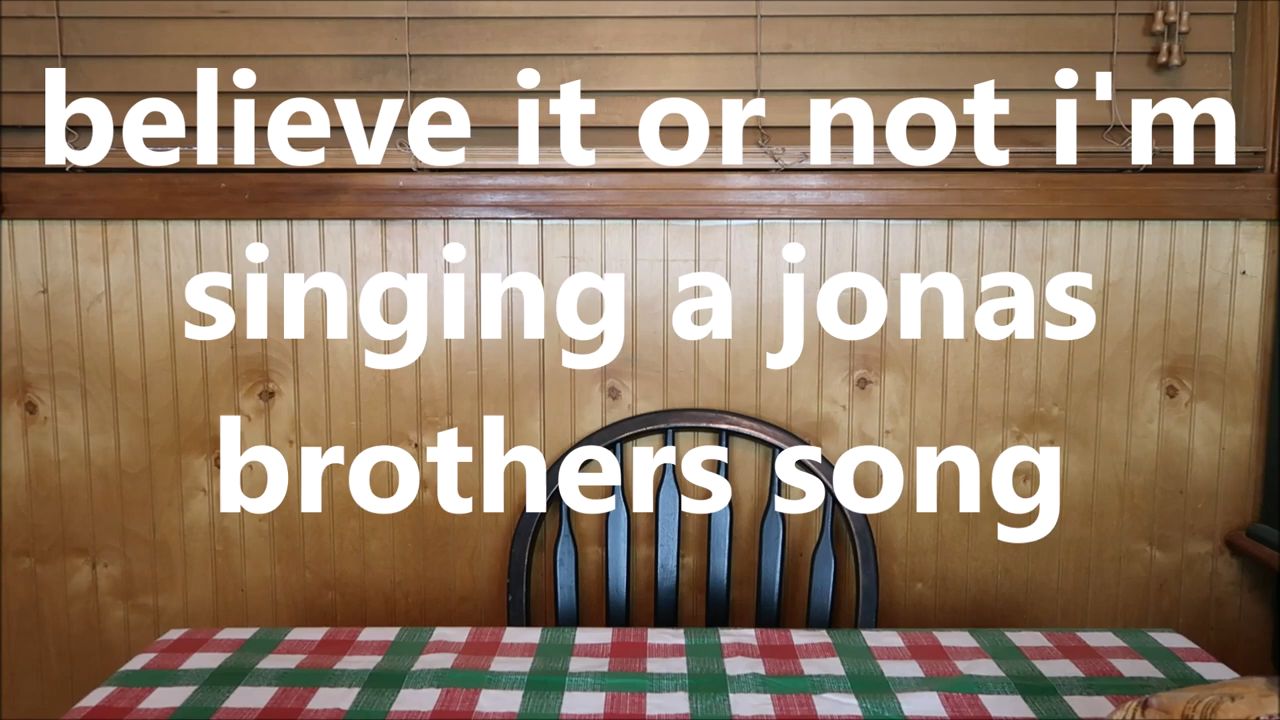 believe it or not i'm
singing a jonas
brothers song